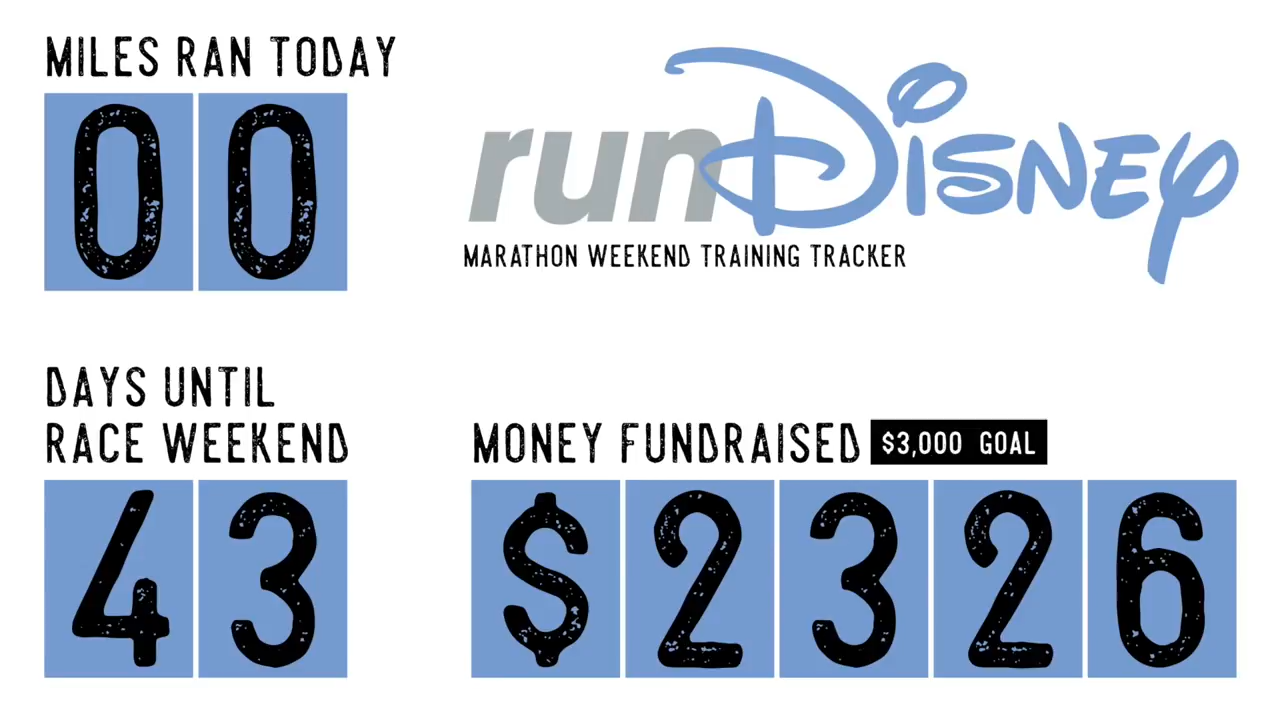 MILES RAN TODAY
00
runDisney
MARATHON WEEKEND TRAINING TRACKER
DAYS UNTIL
RACE WEEKEND
43
MONEY FUNDRAISED $3,000 GOAL
$2326